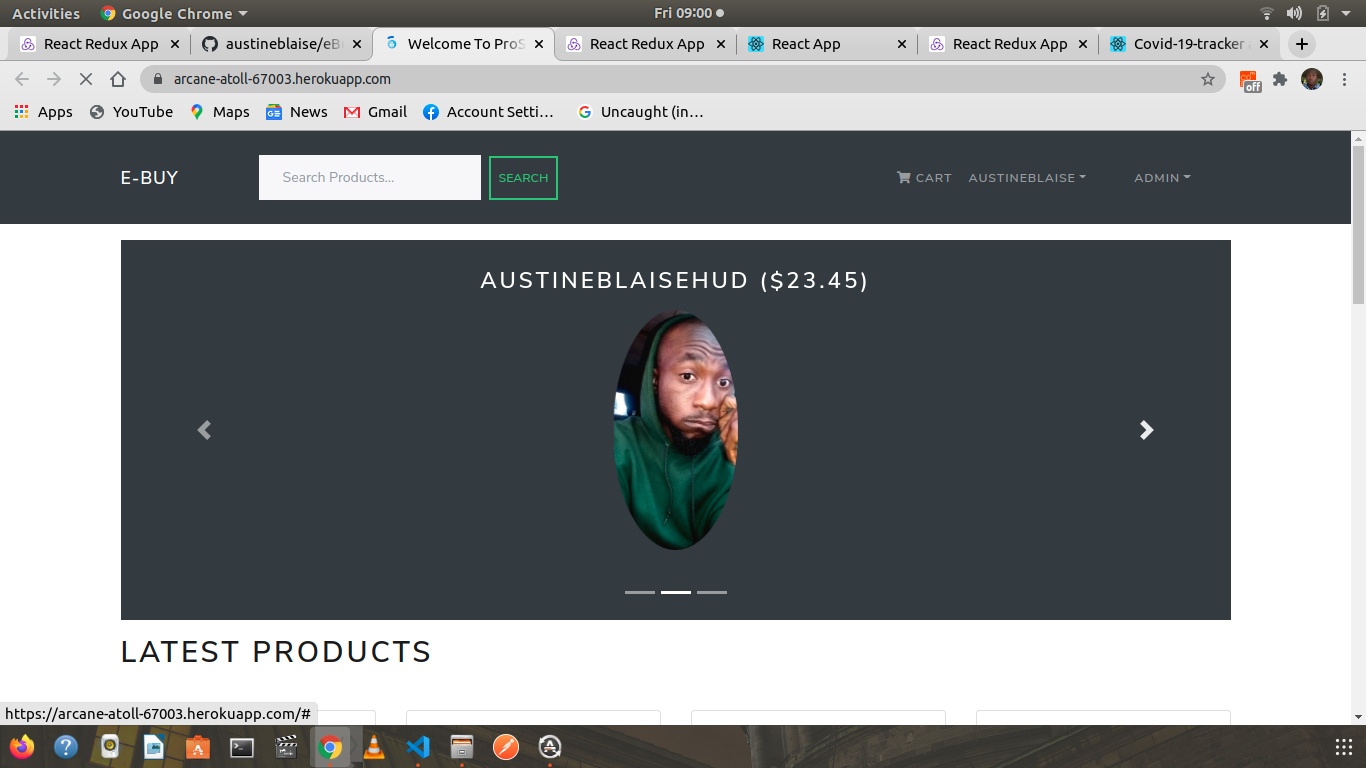 Activities Google Chrome Fri 09:00
React Redux App austineblaise/eB Welcome To ProS React Redux App React App React Redux App Covid-19-tracker
arcane-atoll-67003.herokuapp.com off
Apps YouTube Maps News Gmail Account Setti... Uncaught (in...
E-BUY Search Products... SEARCH CART AUSTINEBLAISE ADMIN
AUSTINEBLAISEHUD ($23.45)
LATEST PRODUCTS
https://arcane-atoll-67003.herokuapp.com/#